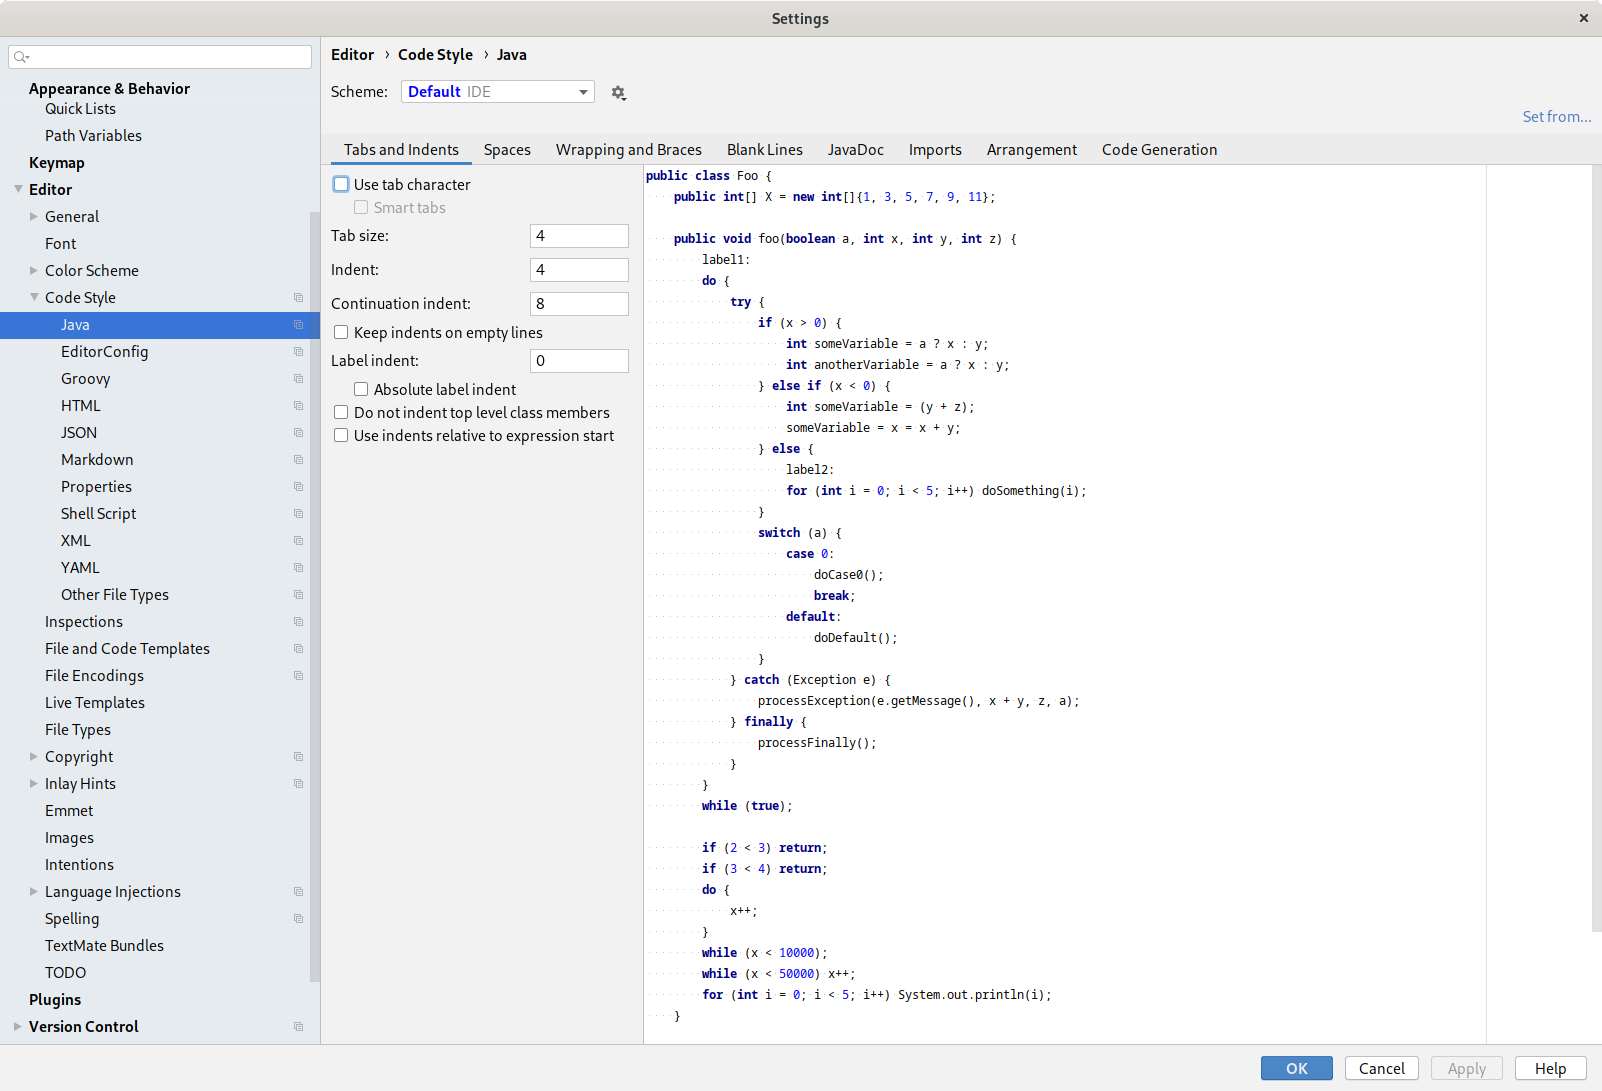 Settings
Appearance & Behavior
Quick Lists
Path Variables
Keymap
Editor
General
Font
Color Scheme
Code Style
Java
EditorConfig
Groovy
HTML
JSON
Markdown
Properties
Shell Script
XML
YAML
Other File Types
Inspections
File and Code Templates
File Encodings
Live Templates
File Types
Copyright
Inlay Hints
Emmet
Images
Intentions
Language Injections
Spelling
TextMate Bundles
TODO
Plugins
Version Control
Editor › Code Style › Java
Scheme: Default IDE
Set from...
Tabs and Indents Spaces Wrapping and Braces Blank Lines JavaDoc Imports Arrangement Code Generation
Use tab character
Smart tabs
Tab size: 4
Indent: 4
Continuation indent: 8
Keep indents on empty lines
Label indent: 0
Absolute label indent
Do not indent top level class members
Use indents relative to expression start
public class Foo {
    public int[] X = new int[]{1, 3, 5, 7, 9, 11};
    public void foo(boolean a, int x, int y, int z) {
        label1:
        do {
            try {
                if (x > 0) {
                    int someVariable = a ? x : y;
                    int anotherVariable = a ? x : y;
                } else if (x < 0) {
                    int someVariable = (y + z);
                    someVariable = x = x + y;
                } else {
                    label2:
                    for (int i = 0; i < 5; i++) doSomething(i);
                }
                switch (a) {
                    case 0:
                        doCase0();
                        break;
                    default:
                        doDefault();
                }
            } catch (Exception e) {
                processException(e.getMessage(), x + y, z, a);
            } finally {
                processFinally();
            }
        }
        while (true);
        if (2 < 3) return;
        if (3 < 4) return;
        do {
            x++;
        }
        while (x < 10000);
        while (x < 50000) x++;
        for (int i = 0; i < 5; i++) System.out.println(i);
    }
OK Cancel Apply Help